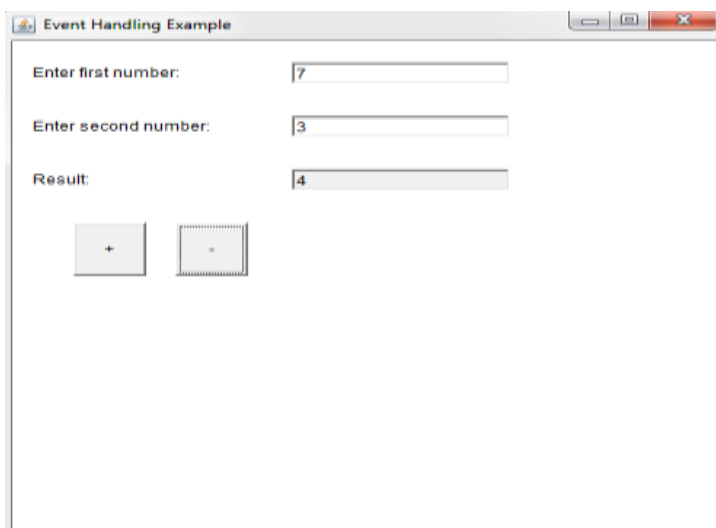 Event Handling Example
Enter first number: 7
Enter second number: 3
Result: 4
+ -